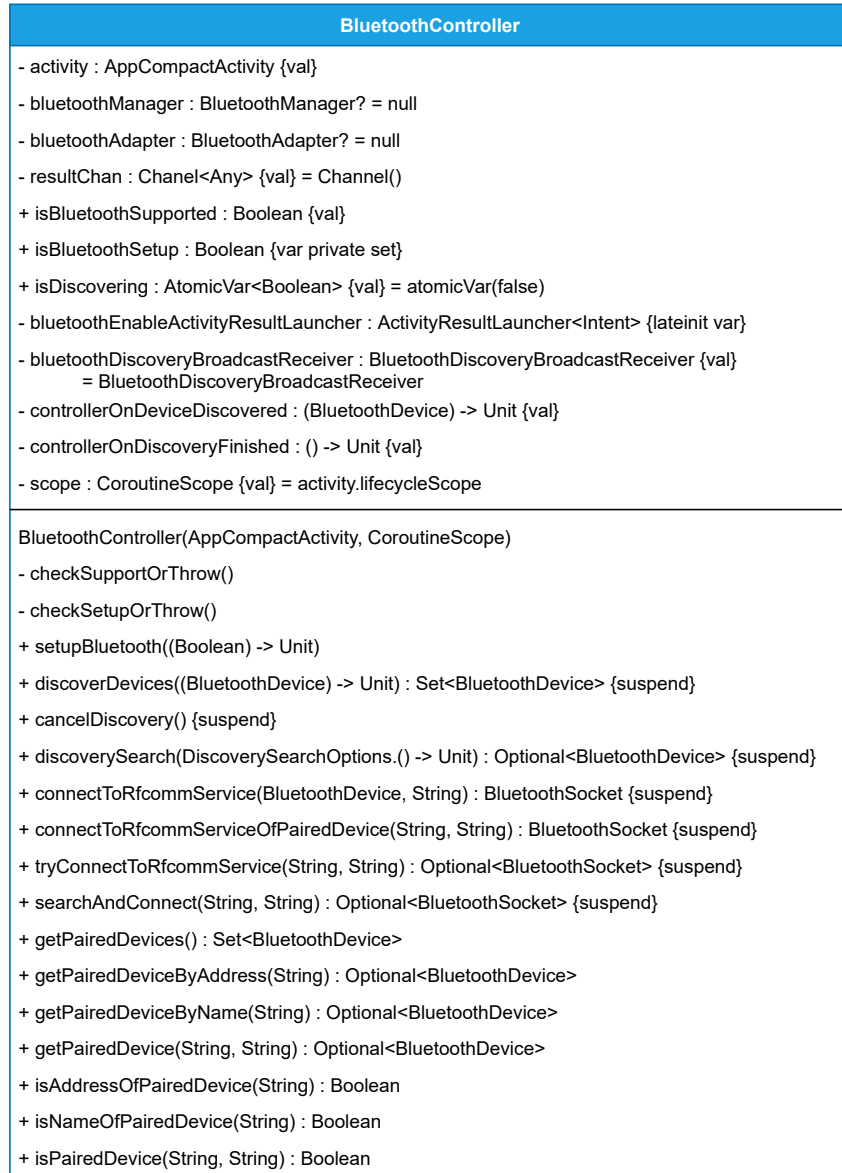 BluetoothController
- activity : AppCompactActivity {val}
- bluetoothManager : BluetoothManager? = null
- bluetoothAdapter : BluetoothAdapter? = null
- resultChan : Chanel<Any> {val} = Channel()
+ isBluetoothSupported : Boolean {val}
+ isBluetoothSetup : Boolean {var private set}
+ isDiscovering : AtomicVar<Boolean> {val} = atomicVar(false)
- bluetoothEnableActivityResultLauncher : ActivityResultLauncher<Intent> {lateinit var}
- bluetoothDiscoveryBroadcastReceiver : BluetoothDiscoveryBroadcastReceiver {val}
= BluetoothDiscoveryBroadcastReceiver
- controllerOnDeviceDiscovered : (BluetoothDevice) -> Unit {val}
- controllerOnDiscoveryFinished : () -> Unit {val}
- scope : CoroutineScope {val} = activity.lifecycleScope
BluetoothController(AppCompactActivity, CoroutineScope)
- checkSupportOrThrow()
- checkSetupOrThrow()
+ setupBluetooth((Boolean) -> Unit)
+ discoverDevices((BluetoothDevice) -> Unit) : Set<BluetoothDevice> {suspend}
+ cancelDiscovery() {suspend}
+ discoverySearch(DiscoverySearchOptions.() -> Unit) : Optional<BluetoothDevice> {suspend}
+ connectToRfcommService(BluetoothDevice, String) : BluetoothSocket {suspend}
+ connectToRfcommServiceOfPairedDevice(String, String) : BluetoothSocket {suspend}
+ tryConnectToRfcommService(String, String) : Optional<BluetoothSocket> {suspend}
+ searchAndConnect(String, String) : Optional<BluetoothSocket> {suspend}
+ getPairedDevices() : Set<BluetoothDevice>
+ getPairedDeviceByAddress(String) : Optional<BluetoothDevice>
+ getPairedDeviceByName(String) : Optional<BluetoothDevice>
+ getPairedDevice(String, String) : Optional<BluetoothDevice>
+ isAddressOfPairedDevice(String) : Boolean
+ isNameOfPairedDevice(String) : Boolean
+ isPairedDevice(String, String) : Boolean